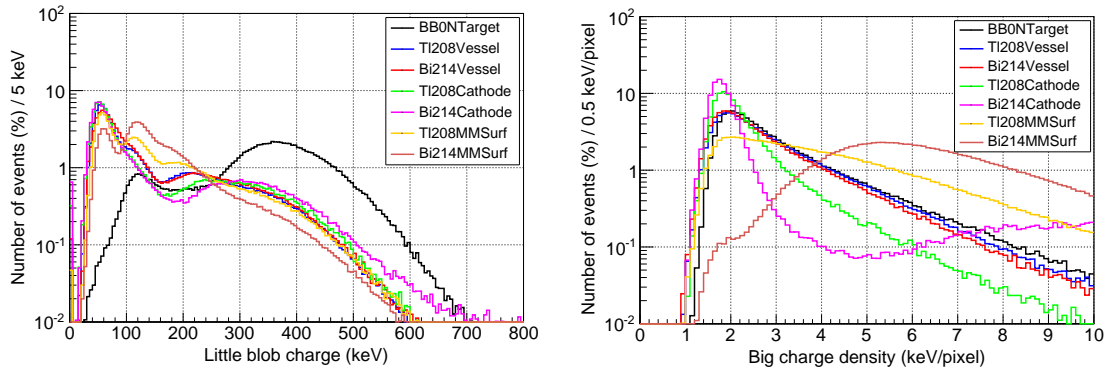 Number of events (%) / 5 keV
10²
10
1
10⁻¹
10⁻²
0 100 200 300 400 500 600 700 800
Little blob charge (keV)
BB0NTarget
Tl208Vessel
Bi214Vessel
Tl208Cathode
Bi214Cathode
Tl208MMSurf
Bi214MMSurf
Number of events (%) / 0.5 keV/pixel
10²
10
1
10⁻¹
10⁻²
0 1 2 3 4 5 6 7 8 9 10
Big charge density (keV/pixel)
BB0NTarget
Tl208Vessel
Bi214Vessel
Tl208Cathode
Bi214Cathode
Tl208MMSurf
Bi214MMSurf